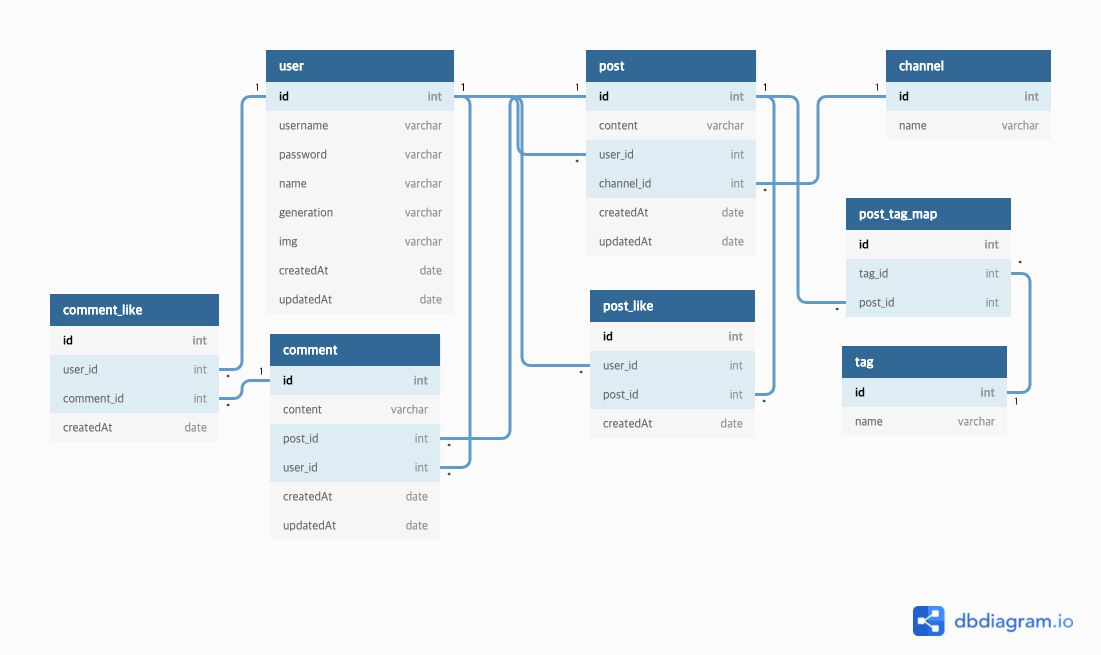 user
id int
username varchar
password varchar
name varchar
generation varchar
img varchar
createdAt date
updatedAt date
post
id int
content varchar
user_id int
channel_id int
createdAt date
updatedAt date
channel
id int
name varchar
post_tag_map
id int
tag_id int
post_id int
comment_like
id int
user_id int
comment_id int
createdAt date
comment
id int
content varchar
post_id int
user_id int
createdAt date
updatedAt date
post_like
id int
user_id int
post_id int
createdAt date
tag
id int
name varchar
1
1
1
1
1
1
1
*
*
*
*
*
*
*
*
*
dbdiagram.io